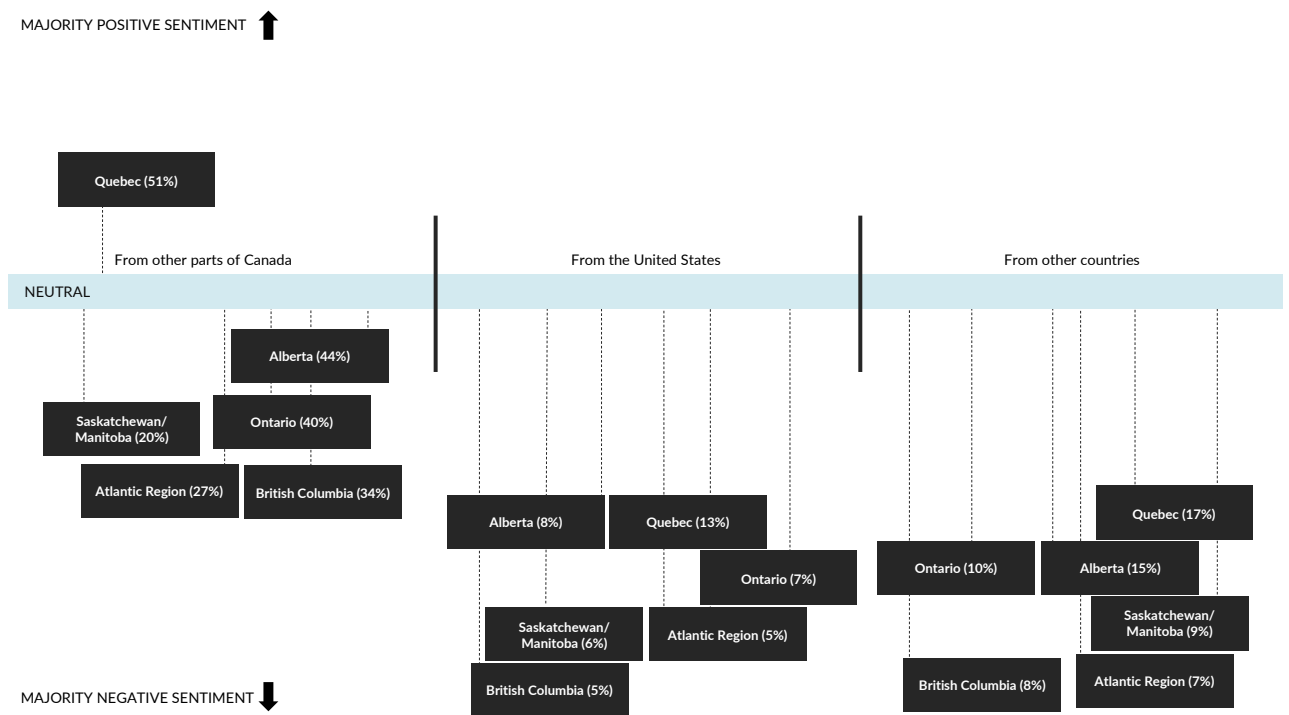 MAJORITY POSITIVE SENTIMENT
Quebec (51%)
From other parts of Canada
From the United States
From other countries
NEUTRAL
Alberta (44%)
Saskatchewan/
Manitoba (20%)
Ontario (40%)
Atlantic Region (27%)
British Columbia (34%)
Alberta (8%)
Quebec (13%)
Ontario (7%)
Saskatchewan/
Manitoba (6%)
Atlantic Region (5%)
British Columbia (5%)
Quebec (17%)
Ontario (10%)
Alberta (15%)
Saskatchewan/
Manitoba (9%)
British Columbia (8%)
Atlantic Region (7%)
MAJORITY NEGATIVE SENTIMENT